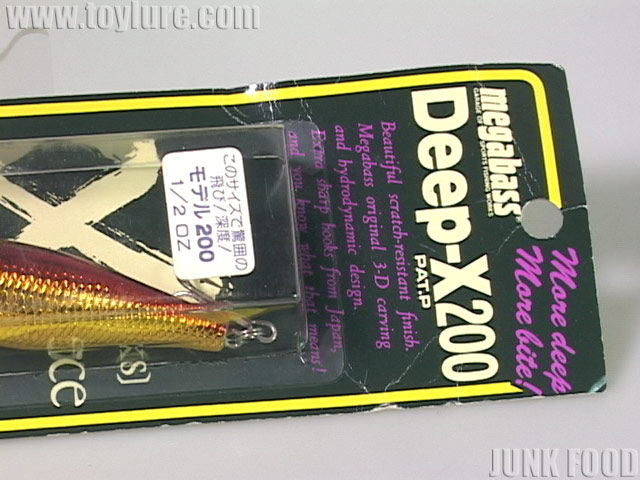 www.toylure.com
More deep
More bite!
megabass
Deep-X200
PAT.P
Beautiful scratch-resistant finish.
Megabass original 3-D carving
and hydrodynamic design.
Extra sharp hooks from Japan,
and you know what that means!
このサイズで驚囲の
飛び/深度!
モデル200
1/2 OZ
X
JUNK FOOD